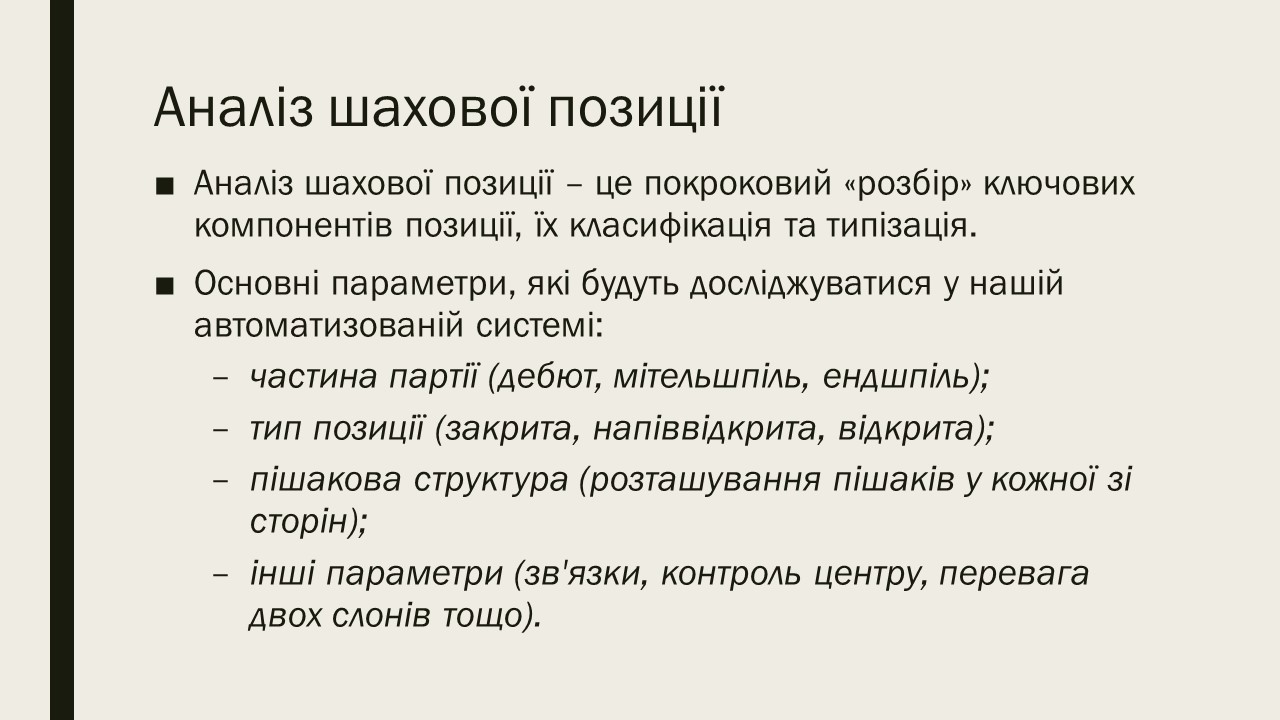 Аналіз шахової позиції
▪ Аналіз шахової позиції – це покроковий «розбір» ключових
компонентів позиції, їх класифікація та типізація.
▪ Основні параметри, які будуть досліджуватися у нашій
автоматизованій системі:
– частина партії (дебют, мітельшпіль, ендшпіль);
– тип позиції (закрита, напіввідкрита, відкрита);
– пішакова структура (розташування пішаків у кожної зі
сторін);
– інші параметри (зв'язки, контроль центру, перевага
двох слонів тощо).